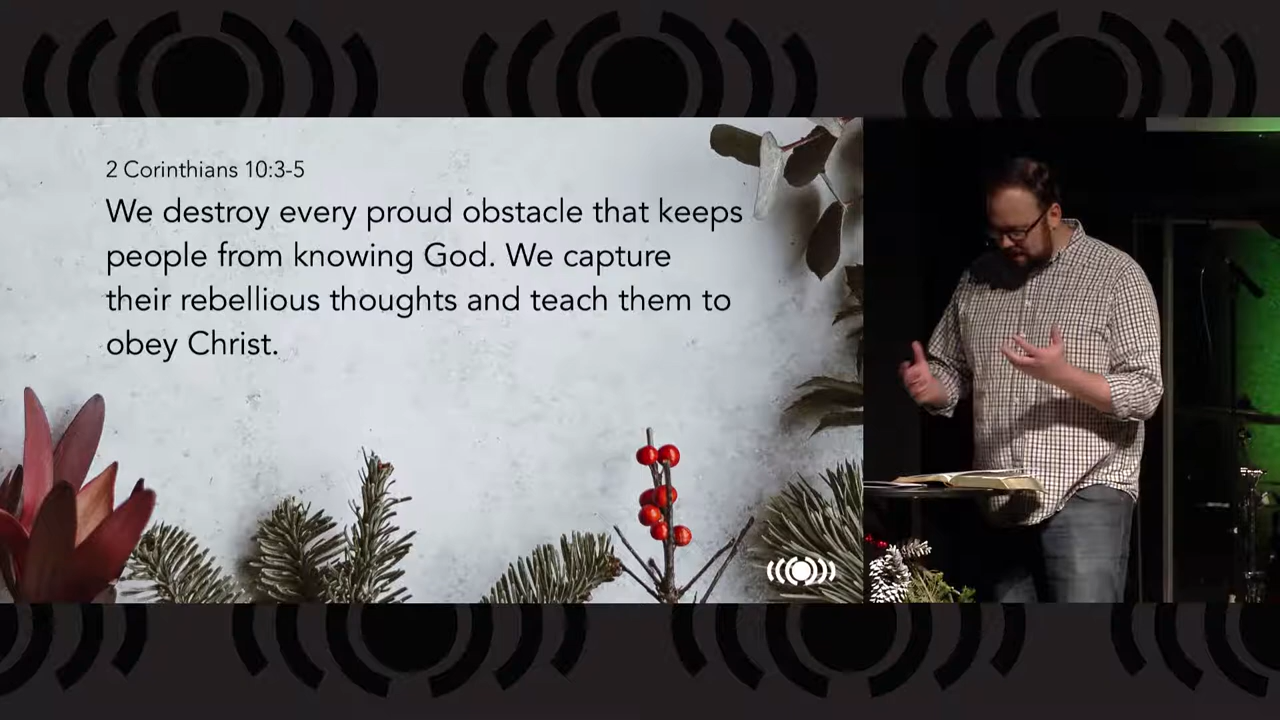 2 Corinthians 10:3-5
We destroy every proud obstacle that keeps
people from knowing God. We capture
their rebellious thoughts and teach them to
obey Christ.